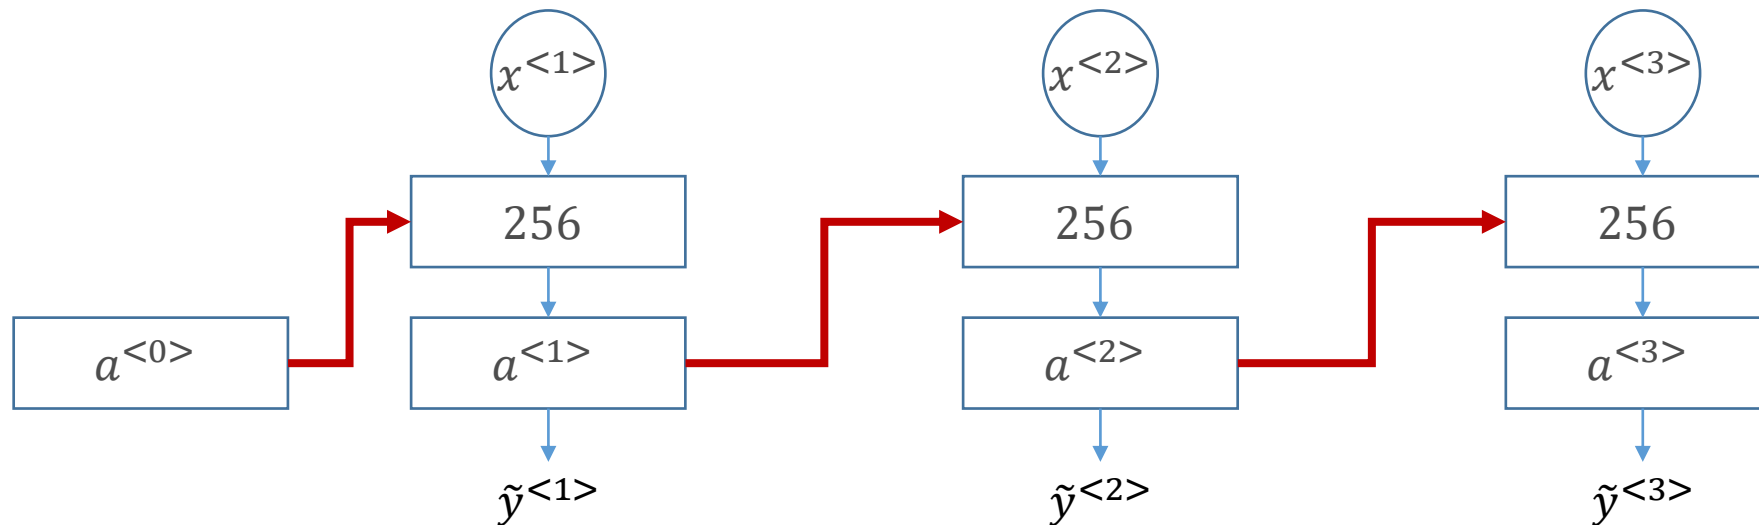 x<1> x<2> x<3>
256 256 256
a<0> a<1> a<2> a<3>
ỹ<1> ỹ<2> ỹ<3>